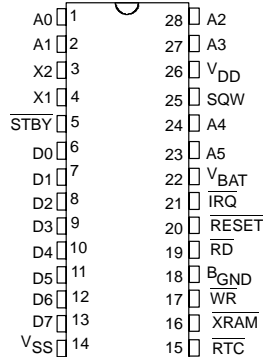 A0 1 28 A2
A1 2 27 A3
X2 3 26 VDD
X1 4 25 SQW
STBY 5 24 A4
D0 6 23 A5
D1 7 22 VBAT
D2 8 21 IRQ
D3 9 20 RESET
D4 10 19 RD
D5 11 18 BGND
D6 12 17 WR
D7 13 16 XRAM
VSS 14 15 RTC